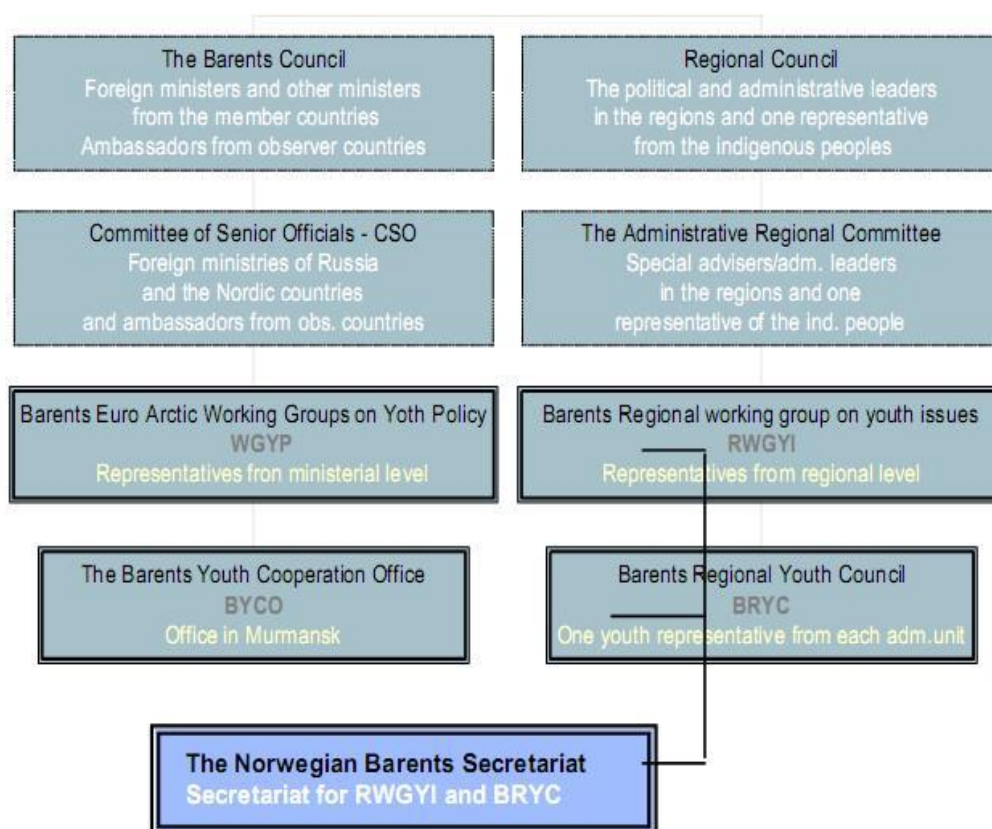 The Barents Council
Foreign ministers and other ministers
from the member countries
Ambassadors from observer countries
Regional Council
The political and administrative leaders
in the regions and one representative
from the indigenous peoples
Committee of Senior Officials - CSO
Foreign ministries of Russia
and the Nordic countries
and ambassadors from obs. countries
The Administrative Regional Committee
Special advisers/adm. leaders
in the regions and one
representative of the ind. people
Barents Euro Arctic Working Groups on Yoth Policy
WGYP
Representatives fron ministerial level
Barents Regional working group on youth issues
RWGYI
Representatives from regional level
The Barents Youth Cooperation Office
BYCO
Office in Murmansk
Barents Regional Youth Council
BRYC
One youth representative from each adm.unit
The Norwegian Barents Secretariat
Secretariat for RWGYI and BRYC